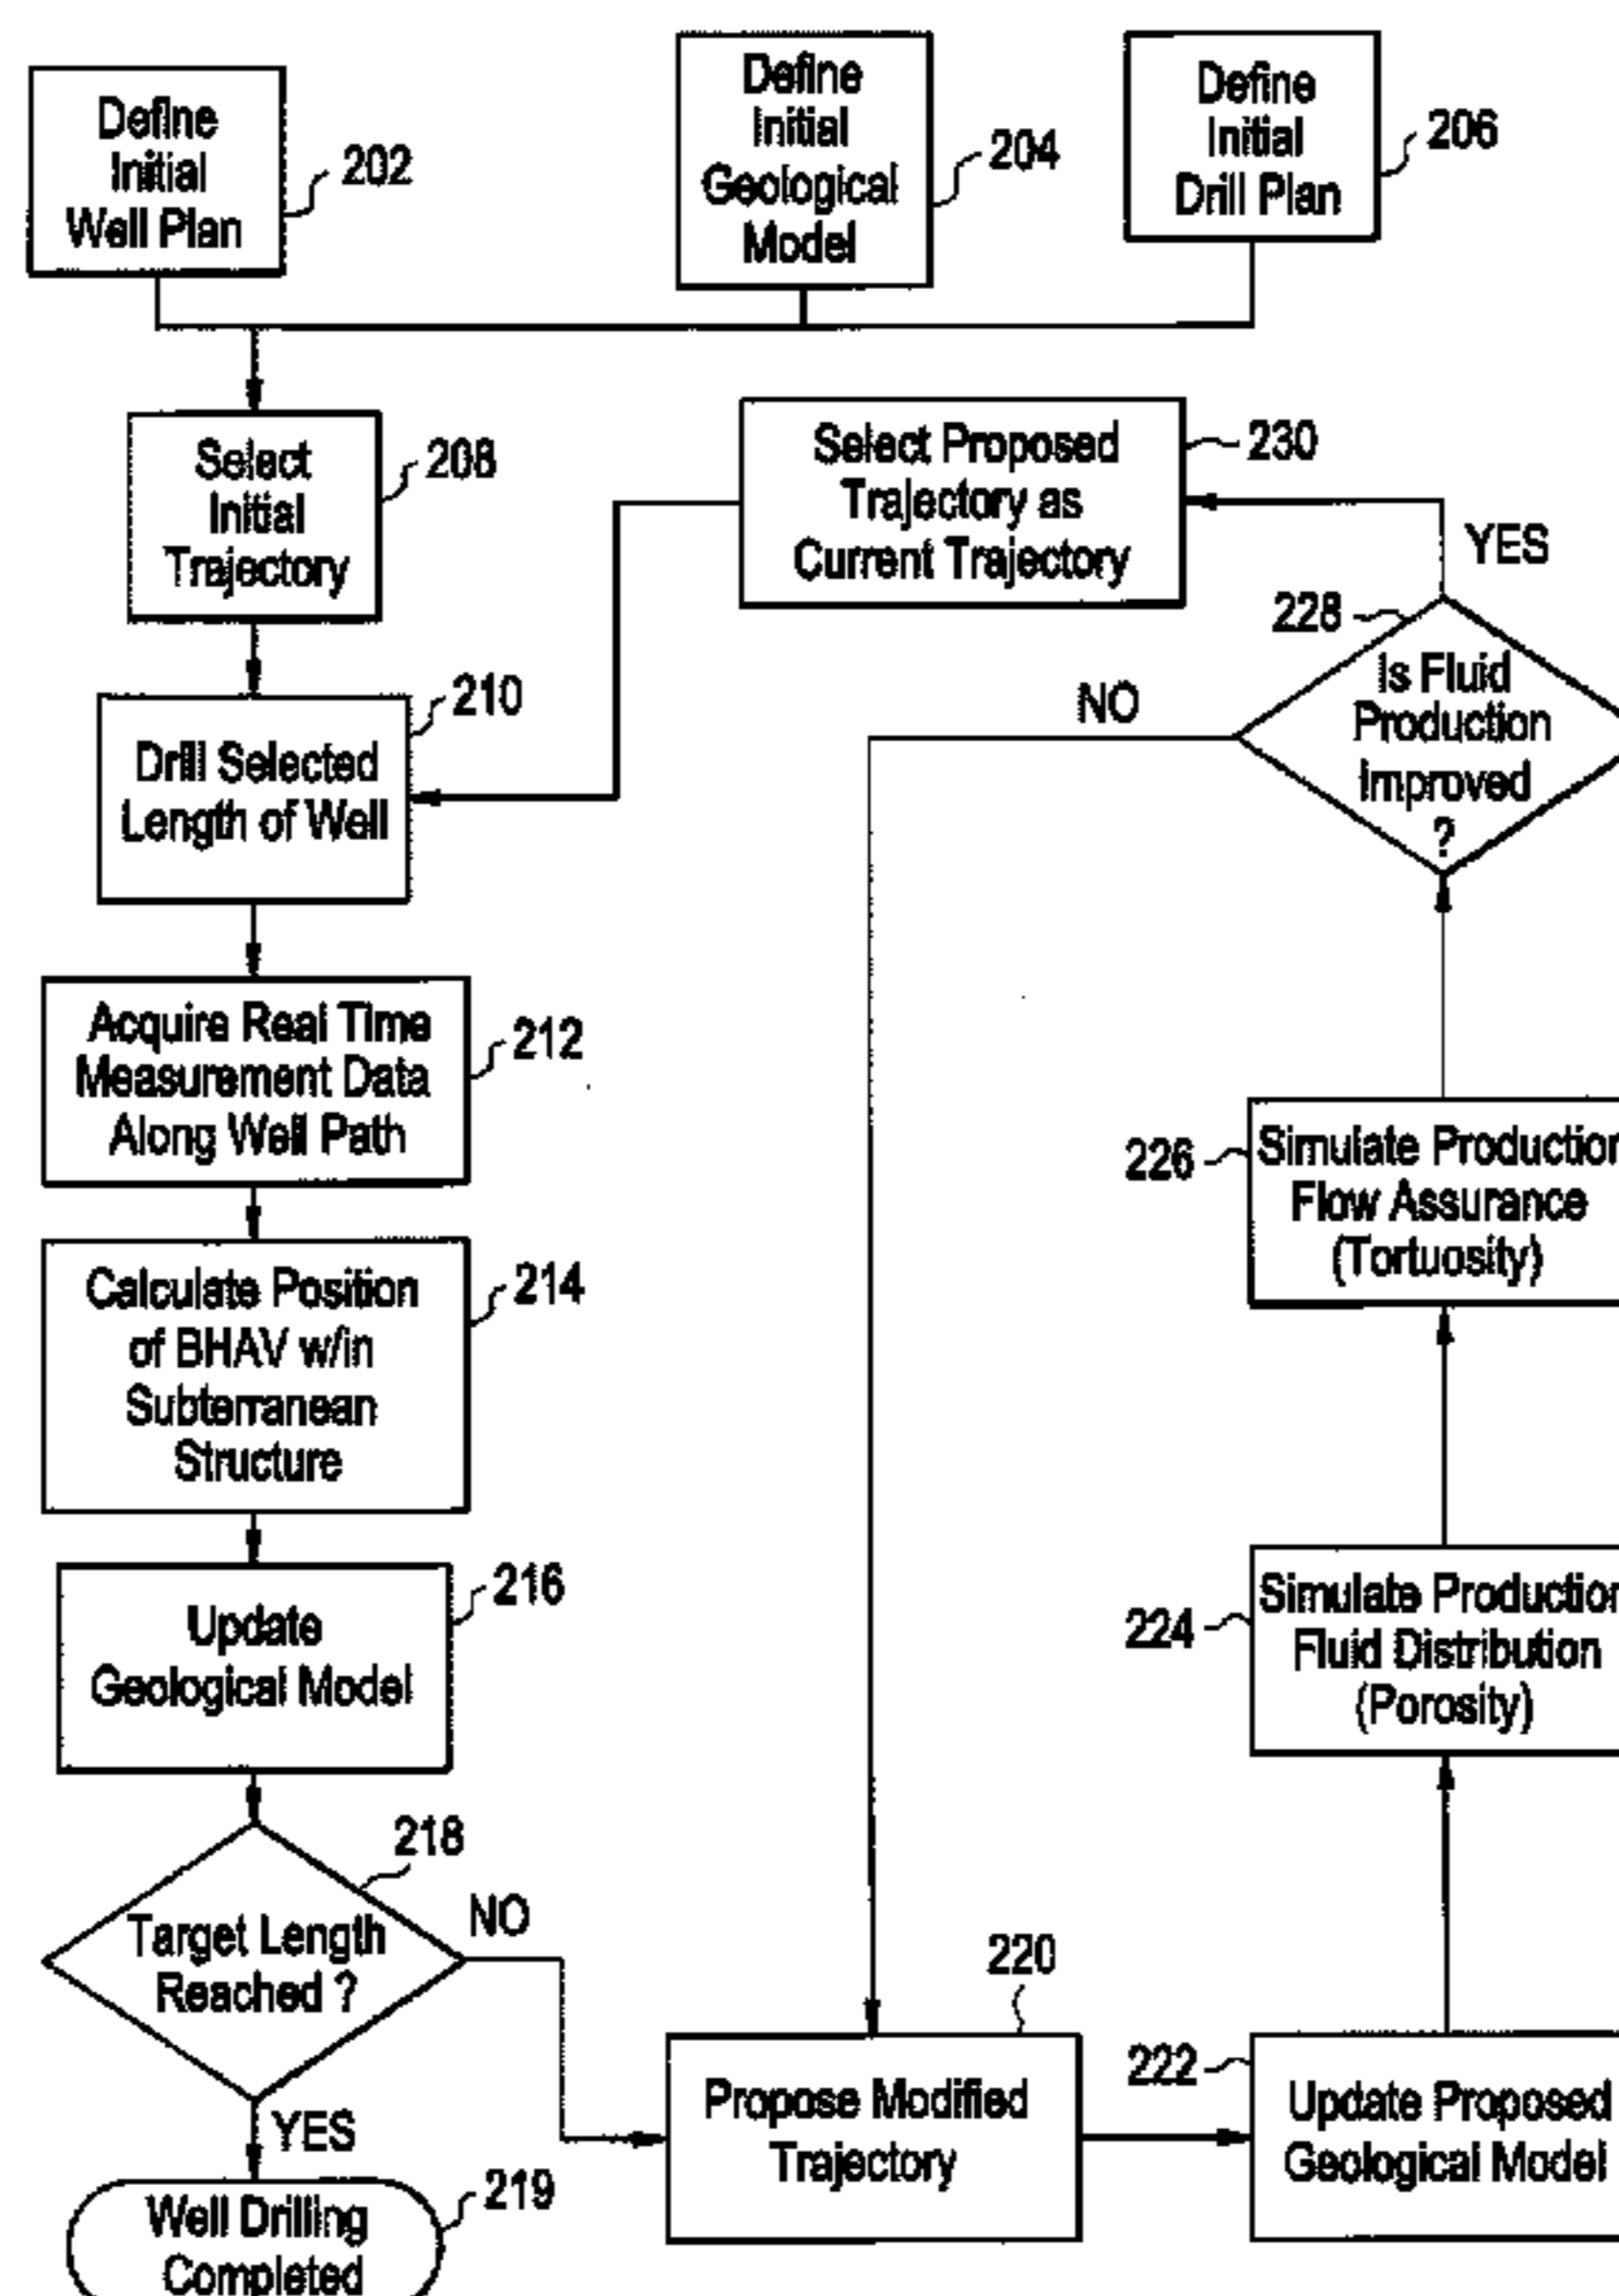 Define
Initial
Well Plan
202
Define
Initial
Geological
Model
204
Define
Initial
Drill Plan
206
Select
Initial
Trajectory
208
Select Proposed
Trajectory as
Current Trajectory
230
YES
228
Is Fluid
Production
Improved
?
NO
Drill Selected
Length of Well
210
Acquire Real Time
Measurement Data
Along Well Path
212
226
Simulate Production
Flow Assurance
(Tortuosity)
Calculate Position
of BHAV w/in
Subterranean
Structure
214
Update
Geological Model
216
224
Simulate Production
Fluid Distribution
(Porosity)
218
Target Length
Reached ?
NO
YES
Well Drilling
Completed
219
220
Propose Modified
Trajectory
222
Update Proposed
Geological Model